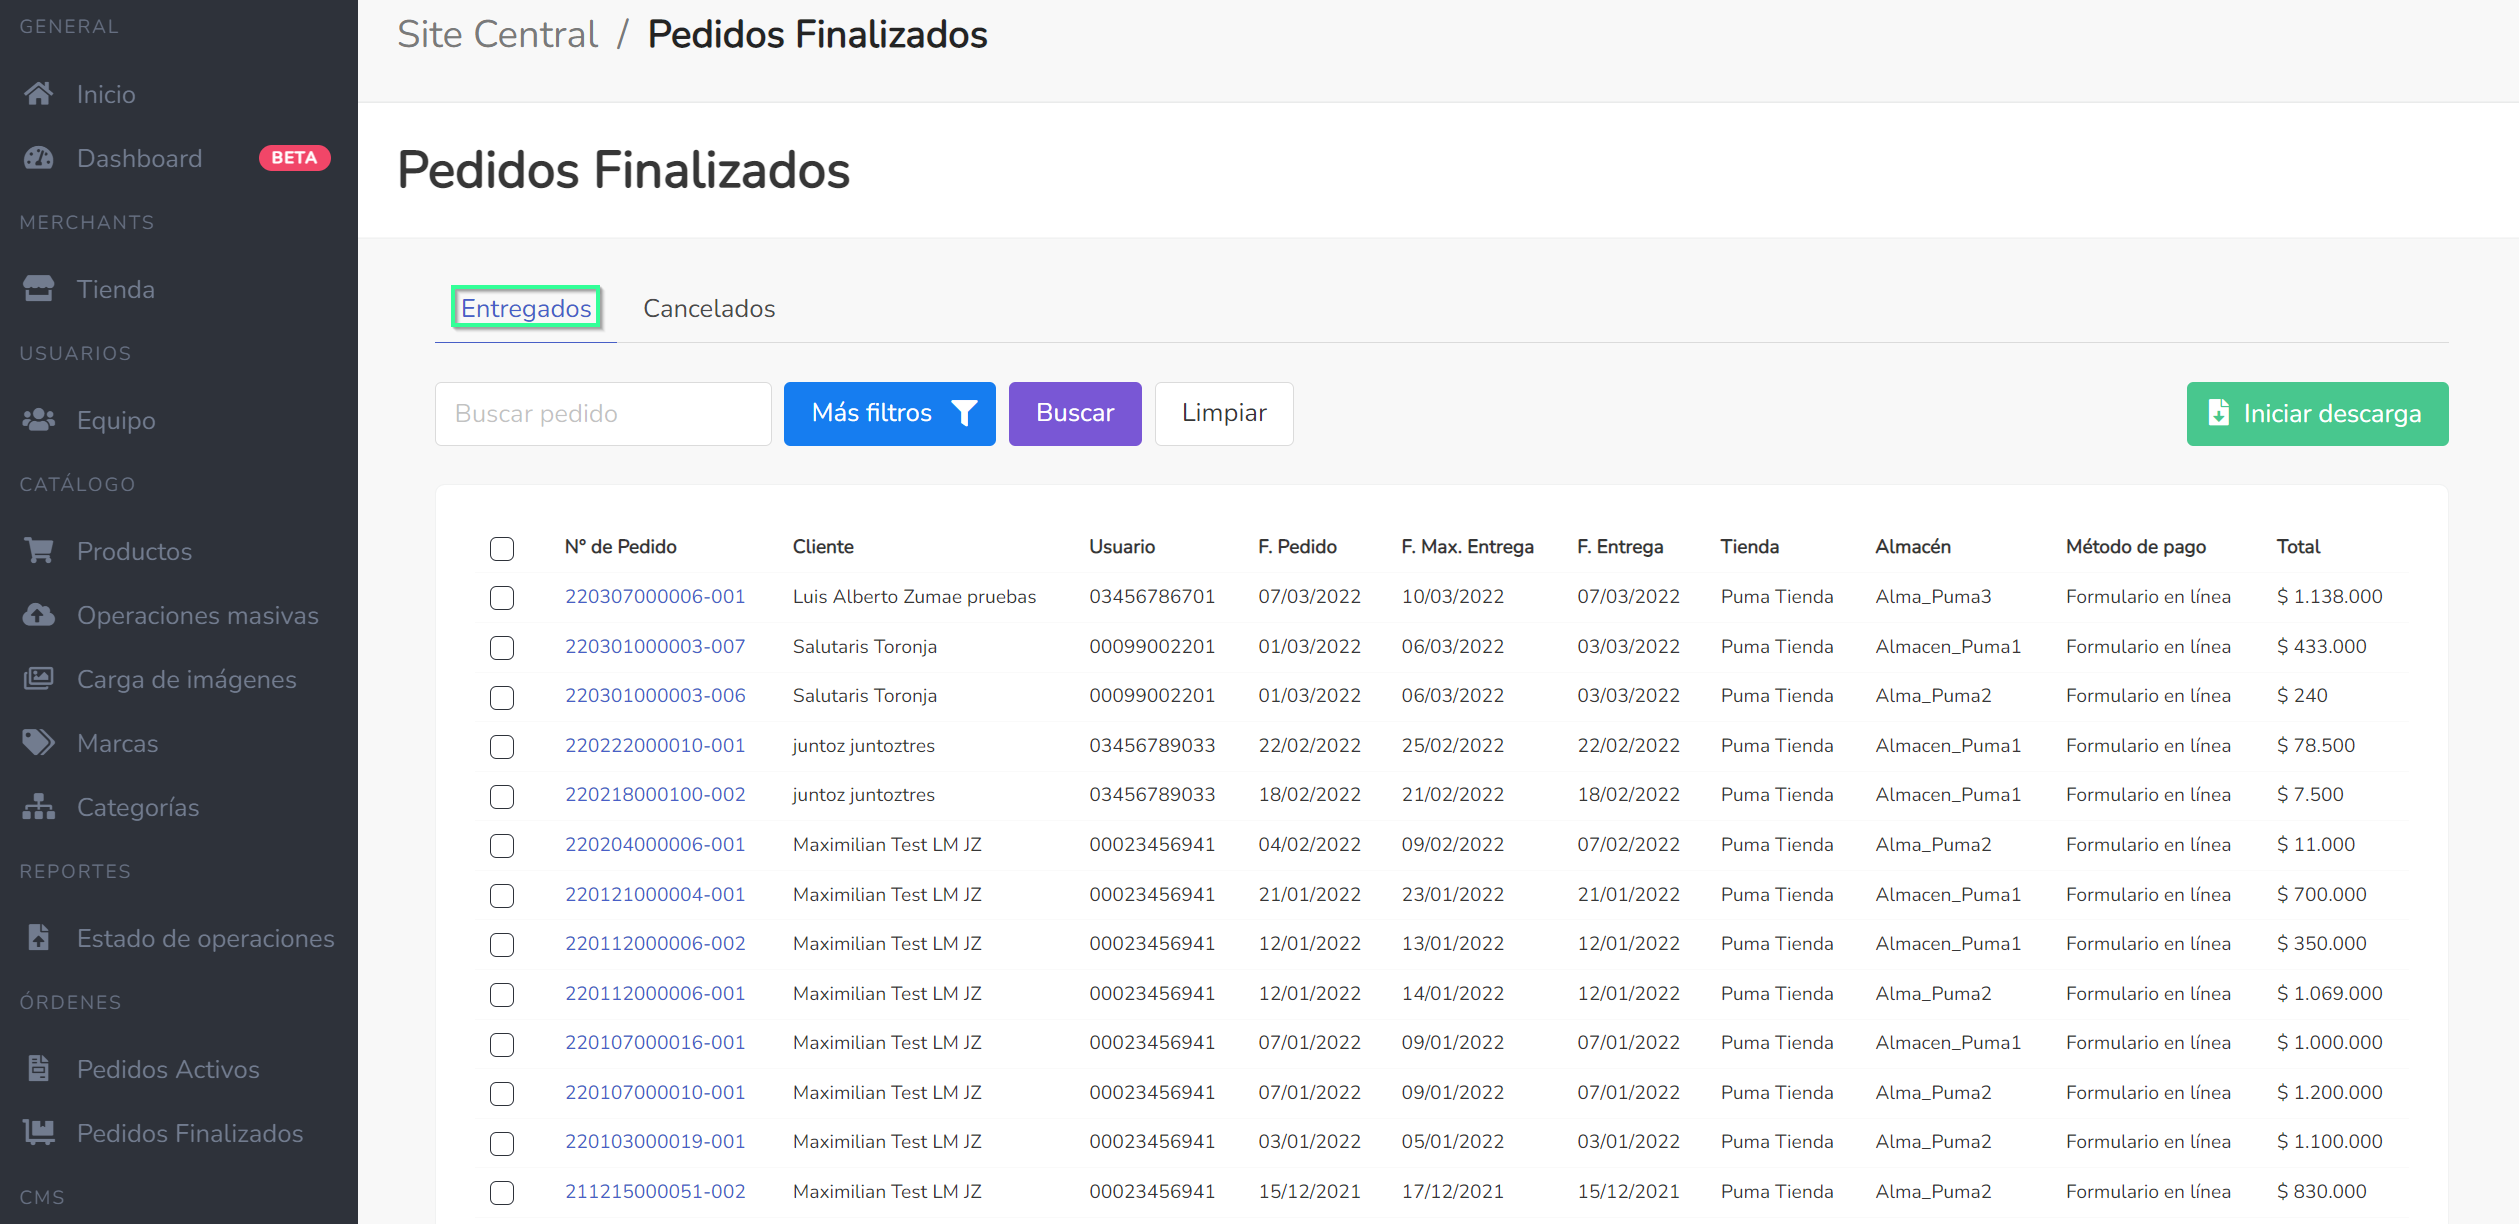 GENERAL
Inicio
Dashboard BETA
MERCHANTS
Tienda
USUARIOS
Equipo
CATÁLOGO
Productos
Operaciones masivas
Carga de imágenes
Marcas
Categorías
REPORTES
Estado de operaciones
ÓRDENES
Pedidos Activos
Pedidos Finalizados
CMS
Site Central / Pedidos Finalizados
Pedidos Finalizados
Entregados Cancelados
Buscar pedido Más filtros Buscar Limpiar Iniciar descarga
N° de Pedido Cliente Usuario F. Pedido F. Max. Entrega F. Entrega Tienda Almacén Método de pago Total
220307000006-001 Luis Alberto Zumae pruebas 03456786701 07/03/2022 10/03/2022 07/03/2022 Puma Tienda Alma_Puma3 Formulario en línea $ 1.138.000
220301000003-007 Salutaris Toronja 00099002201 01/03/2022 06/03/2022 03/03/2022 Puma Tienda Almacen_Puma1 Formulario en línea $ 433.000
220301000003-006 Salutaris Toronja 00099002201 01/03/2022 06/03/2022 03/03/2022 Puma Tienda Alma_Puma2 Formulario en línea $ 240
220222000010-001 juntoz juntoztres 03456789033 22/02/2022 25/02/2022 22/02/2022 Puma Tienda Almacen_Puma1 Formulario en línea $ 78.500
220218000100-002 juntoz juntoztres 03456789033 18/02/2022 21/02/2022 18/02/2022 Puma Tienda Almacen_Puma1 Formulario en línea $ 7.500
220204000006-001 Maximilian Test LM JZ 00023456941 04/02/2022 09/02/2022 07/02/2022 Puma Tienda Alma_Puma2 Formulario en línea $ 11.000
220121000004-001 Maximilian Test LM JZ 00023456941 21/01/2022 23/01/2022 21/01/2022 Puma Tienda Almacen_Puma1 Formulario en línea $ 700.000
220112000006-002 Maximilian Test LM JZ 00023456941 12/01/2022 13/01/2022 12/01/2022 Puma Tienda Almacen_Puma1 Formulario en línea $ 350.000
220112000006-001 Maximilian Test LM JZ 00023456941 12/01/2022 14/01/2022 12/01/2022 Puma Tienda Alma_Puma2 Formulario en línea $ 1.069.000
220107000016-001 Maximilian Test LM JZ 00023456941 07/01/2022 09/01/2022 07/01/2022 Puma Tienda Almacen_Puma1 Formulario en línea $ 1.000.000
220107000010-001 Maximilian Test LM JZ 00023456941 07/01/2022 09/01/2022 07/01/2022 Puma Tienda Alma_Puma2 Formulario en línea $ 1.200.000
220103000019-001 Maximilian Test LM JZ 00023456941 03/01/2022 05/01/2022 03/01/2022 Puma Tienda Alma_Puma2 Formulario en línea $ 1.100.000
211215000051-002 Maximilian Test LM JZ 00023456941 15/12/2021 17/12/2021 15/12/2021 Puma Tienda Alma_Puma2 Formulario en línea $ 830.000